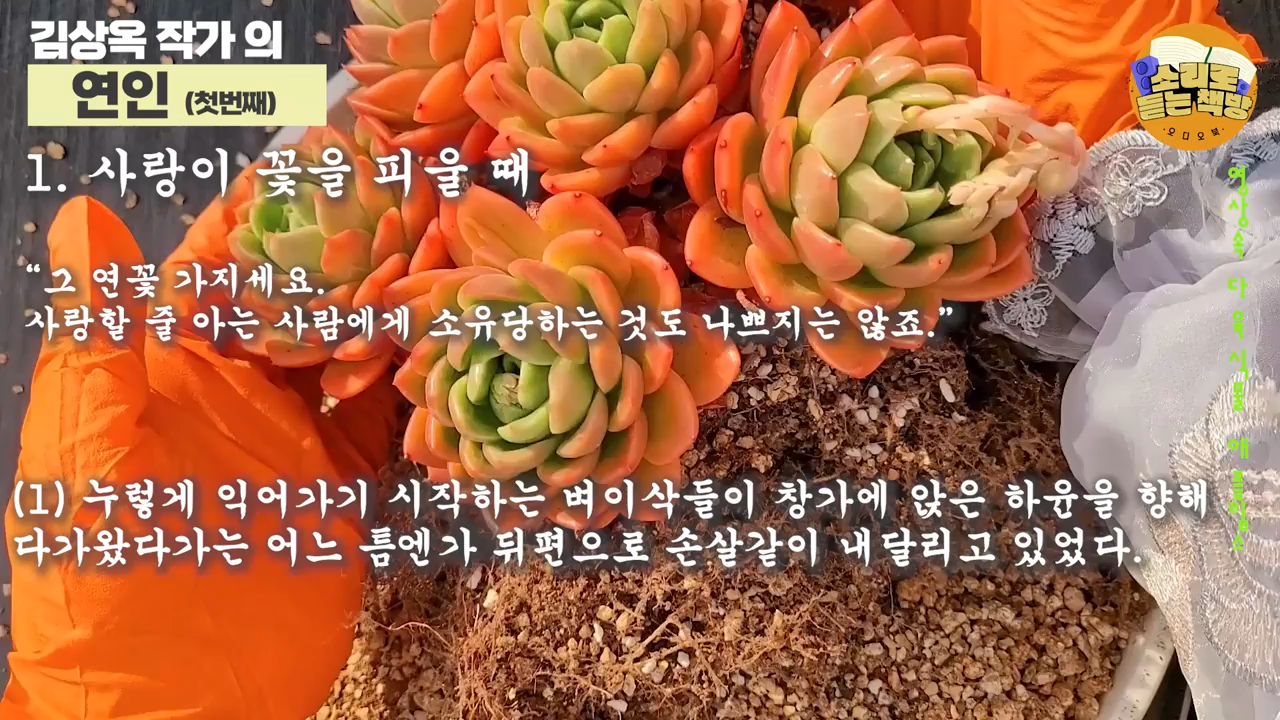 김상옥 작가 의
연인 (첫번째)
소리로
듣는 책방
·오디오북·
1. 사랑이 꽃을 피울 때
“그 연꽃 가지세요.
사랑할 줄 아는 사람에게 소유당하는 것도 나쁘지는 않죠.”
(1) 누렇게 익어가기 시작하는 벼이삭들이 창가에 앉은 하윤을 향해
다가왔다가는 어느 틈엔가 뒤편으로 손살같이 내달리고 있었다.
영상속 다육식물